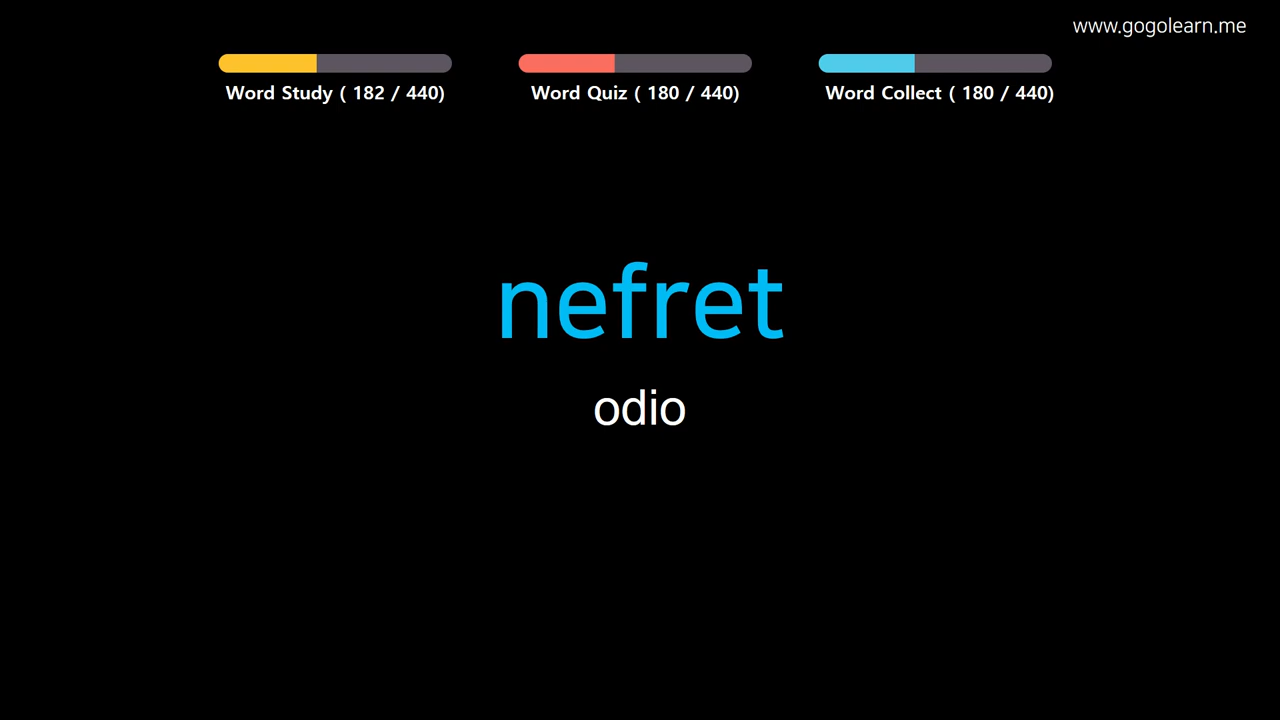 www.gogolearn.me
Word Study ( 182 / 440)
Word Quiz ( 180 / 440)
Word Collect ( 180 / 440)
nefret
odio